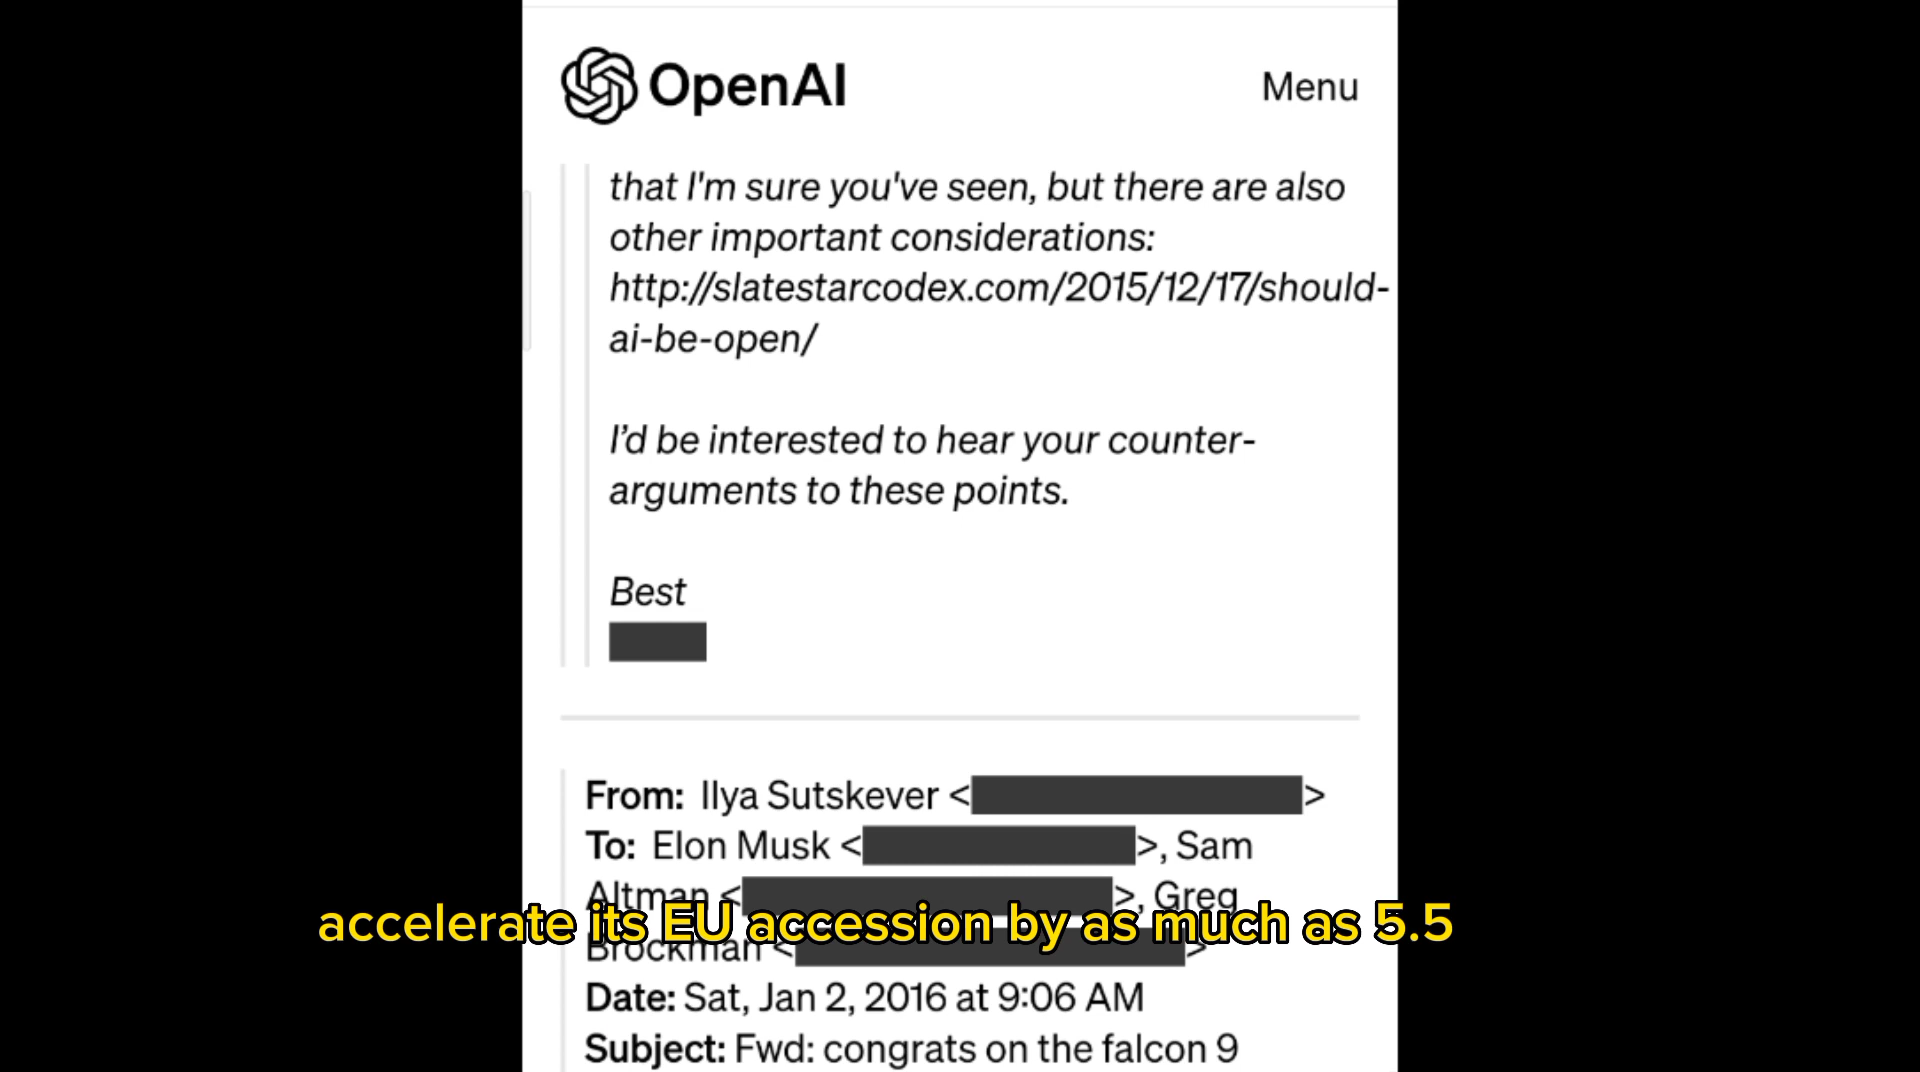 OpenAI
Menu
that I'm sure you've seen, but there are also
other important considerations:
http://slatestarcodex.com/2015/12/17/should-
ai-be-open/
I’d be interested to hear your counter-
arguments to these points.
Best
From: Ilya Sutskever <
>
To: Elon Musk <
>, Sam
Altman <
>, Greg
accelerate its EU accession by as much as 5.5
Brockman <
>
Date: Sat, Jan 2, 2016 at 9:06 AM
Subject: Fwd: congrats on the falcon 9